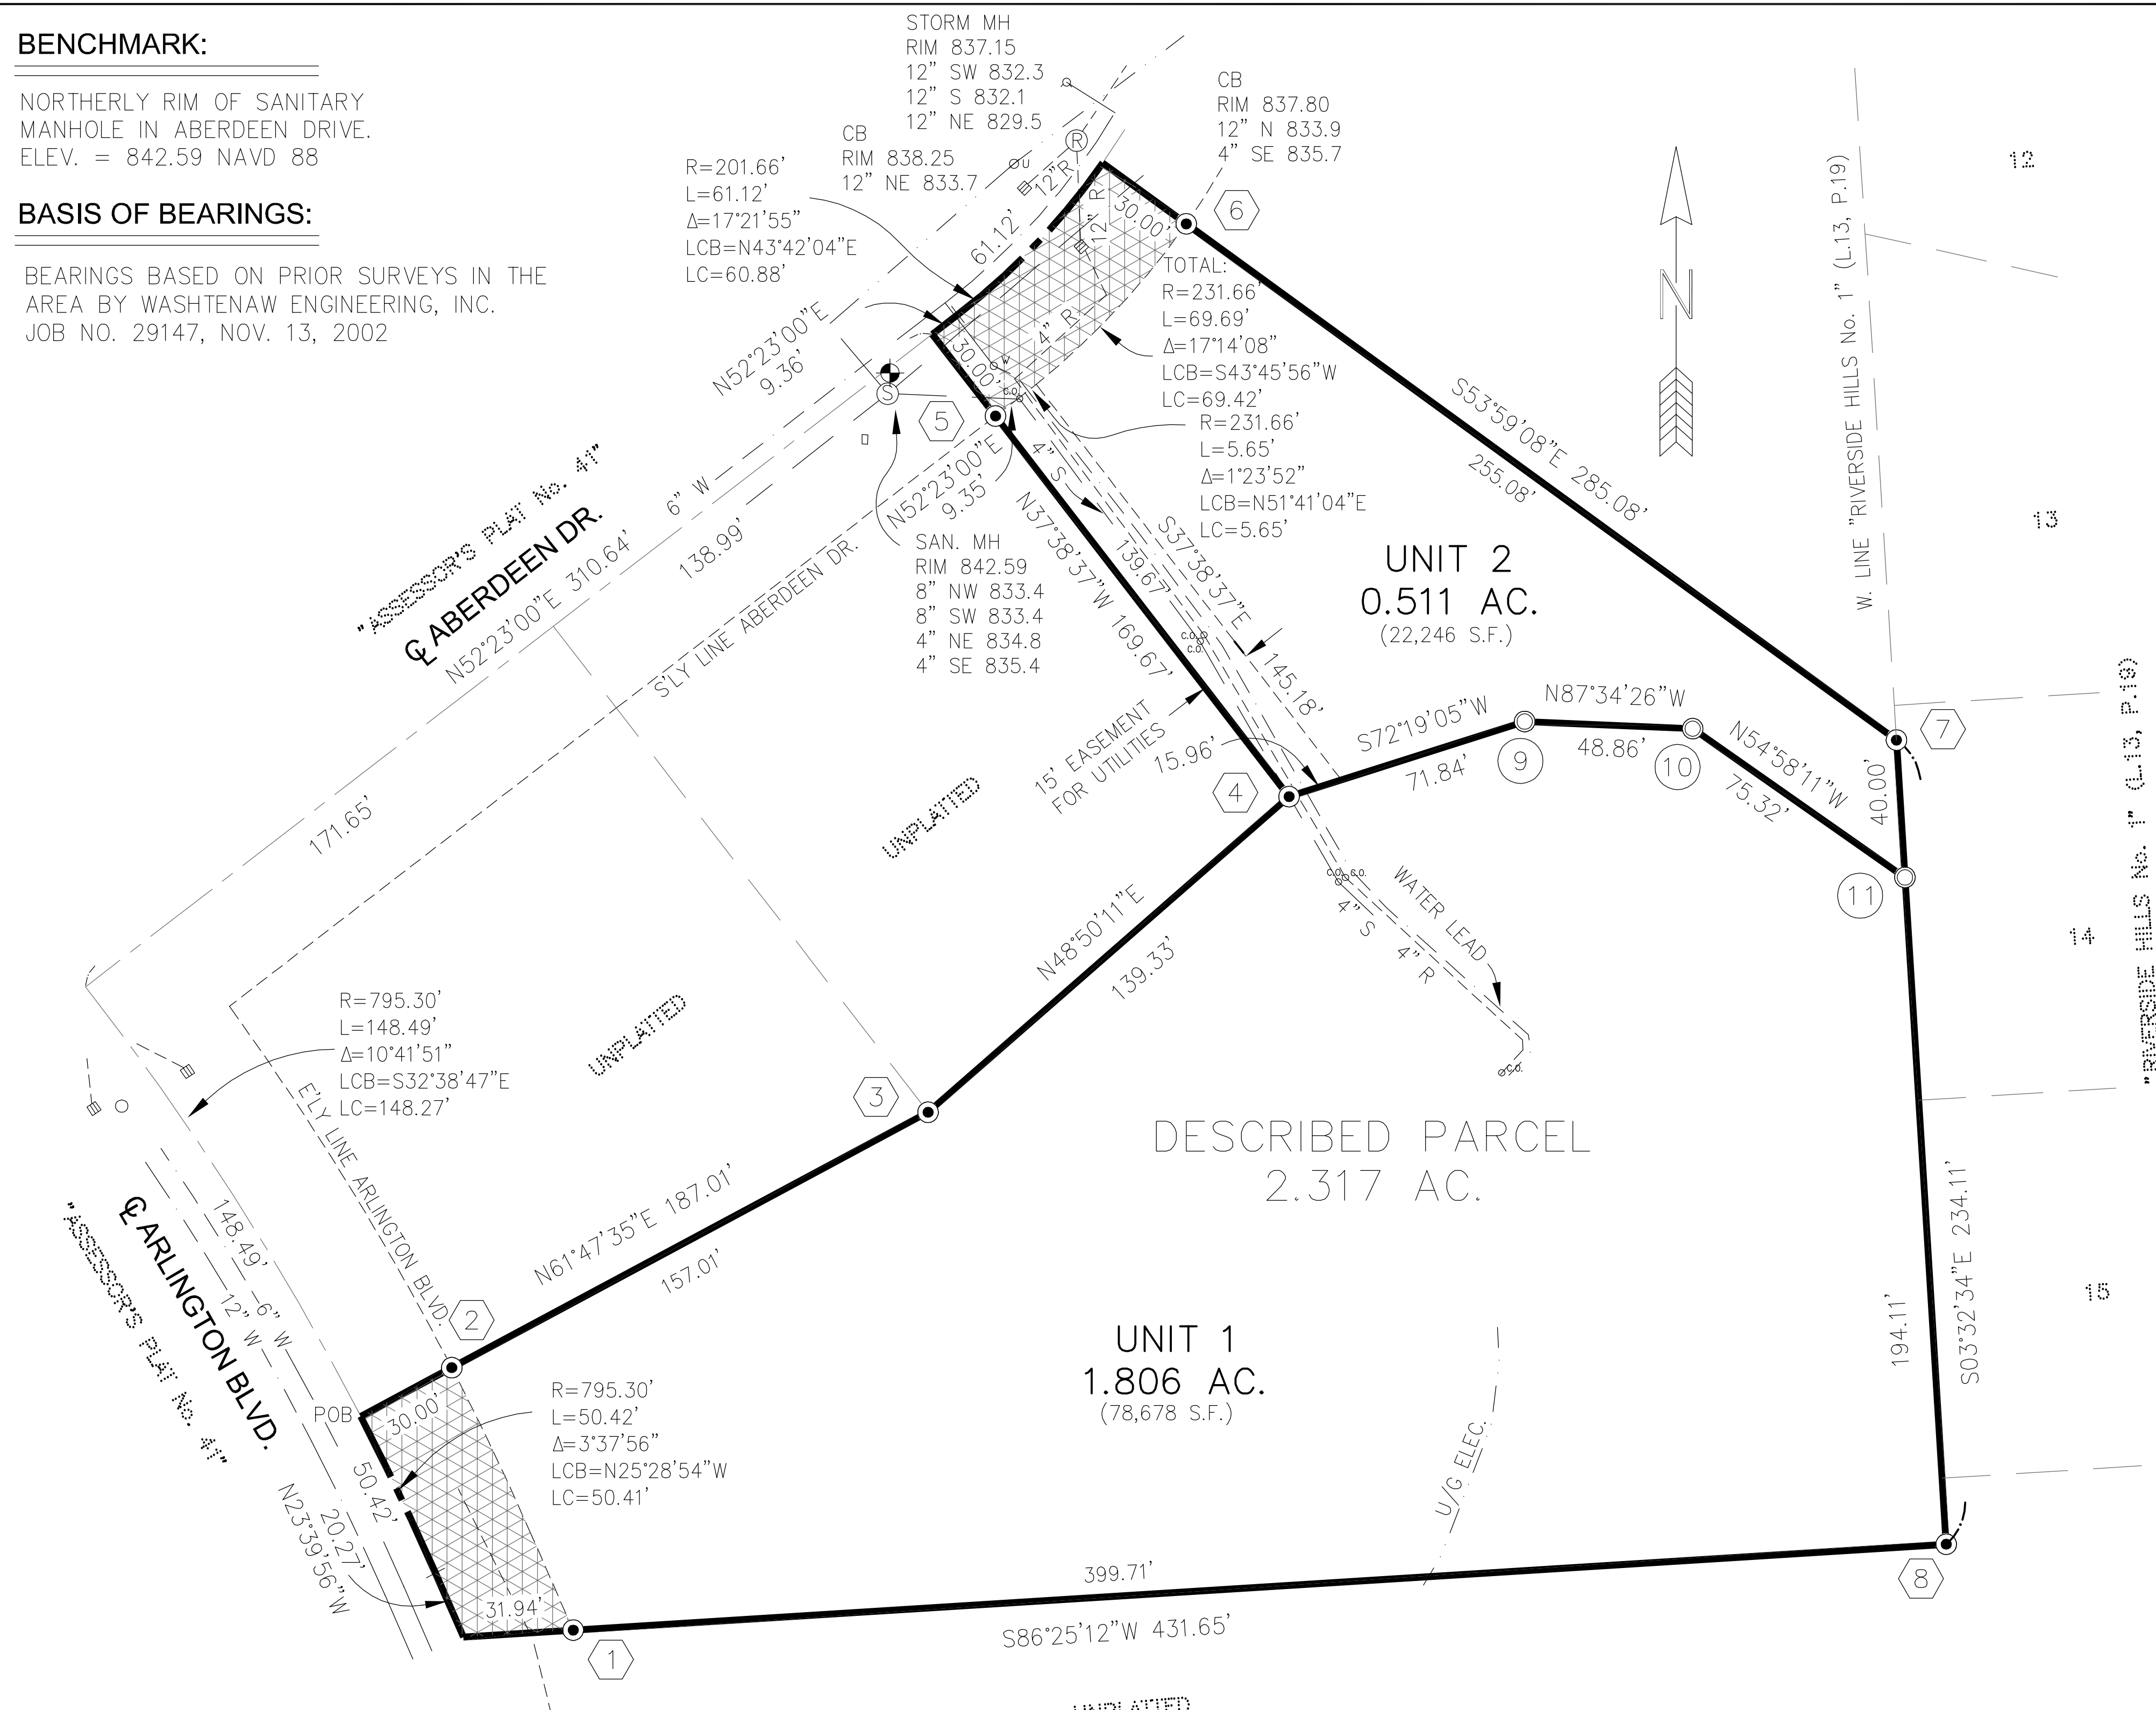 BENCHMARK:
NORTHERLY RIM OF SANITARY
MANHOLE IN ABERDEEN DRIVE.
ELEV. = 842.59 NAVD 88
BASIS OF BEARINGS:
BEARINGS BASED ON PRIOR SURVEYS IN THE
AREA BY WASHTENAW ENGINEERING, INC.
JOB NO. 29147, NOV. 13, 2002
STORM MH
RIM 837.15
12" SW 832.3
12" S 832.1
12" NE 829.5
CB
RIM 837.80
12" N 833.9
4" SE 835.7
CB
RIM 838.25
12" NE 833.7
R=201.66'
L=61.12'
Δ=17°21'55"
LCB=N43°42'04"E
LC=60.88'
61.12'
12" R
12" R
R
U
30.00'
6
TOTAL:
R=231.66'
L=69.69'
Δ=17°14'08"
LCB=S43°45'56"W
LC=69.42'
R=231.66'
L=5.65'
Δ=1°23'52"
LCB=N51°41'04"E
LC=5.65'
N52°23'00"E
9.36'
30.00'
4" R
W
C.O.
S
5
N52°23'00"E
9.35'
SAN. MH
RIM 842.59
8" NW 833.4
8" SW 833.4
4" NE 834.8
4" SE 835.4
N
W. LINE "RIVERSIDE HILLS No. 1" (L.13, P.19)
12
13
14
15
"RIVERSIDE HILLS No. 1" (L.13, P.19)
S53°59'08"E 285.08'
255.08'
UNIT 2
0.511 AC.
(22,246 S.F.)
"ASSESSOR'S PLAT No. 41"
℄ ABERDEEN DR.
N52°23'00"E 310.64'
6" W
138.99'
171.65'
S'LY LINE ABERDEEN DR.
4" S
N37°38'37"W 169.67'
139.67'
S37°38'37"E
145.18'
C.O.
C.O.
15' EASEMENT
FOR UTILITIES
15.96'
4
S72°19'05"W
71.84'
9
N87°34'26"W
48.86'
10
N54°58'11"W
75.32'
7
40.00'
11
UNPLATTED
UNPLATTED
C.O.
C.O.
4" S
4" R
WATER LEAD
C.O.
N48°50'11"E
139.33'
3
R=795.30'
L=148.49'
Δ=10°41'51"
LCB=S32°38'47"E
LC=148.27'
E'LY LINE ARLINGTON BLVD.
DESCRIBED PARCEL
2.317 AC.
N61°47'35"E 187.01'
157.01'
2
148.49'
6" W
12" W
℄ ARLINGTON BLVD.
"ASSESSOR'S PLAT No. 41"
POB
30.00'
50.42'
R=795.30'
L=50.42'
Δ=3°37'56"
LCB=N25°28'54"W
LC=50.41'
N23°39'56"W
20.27'
31.94'
1
UNIT 1
1.806 AC.
(78,678 S.F.)
U/G ELEC.
194.11'
S03°32'34"E 234.11'
399.71'
S86°25'12"W 431.65'
8
UNPLATTED